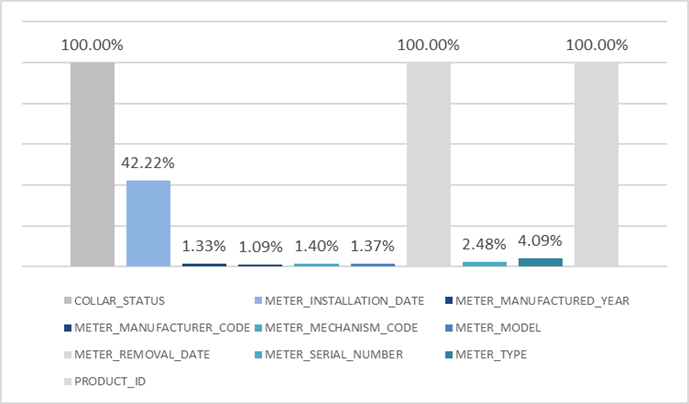 100.00% 100.00% 100.00%
42.22%
1.33% 1.09% 1.40% 1.37% 2.48% 4.09%
COLLAR_STATUS METER_INSTALLATION_DATE METER_MANUFACTURED_YEAR
METER_MANUFACTURER_CODE METER_MECHANISM_CODE METER_MODEL
METER_REMOVAL_DATE METER_SERIAL_NUMBER METER_TYPE
PRODUCT_ID